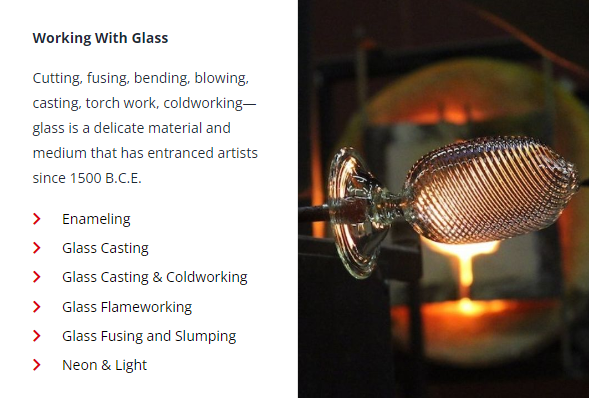 Working With Glass
Cutting, fusing, bending, blowing,
casting, torch work, coldworking—
glass is a delicate material and
medium that has entranced artists
since 1500 B.C.E.
Enameling
Glass Casting
Glass Casting & Coldworking
Glass Flameworking
Glass Fusing and Slumping
Neon & Light